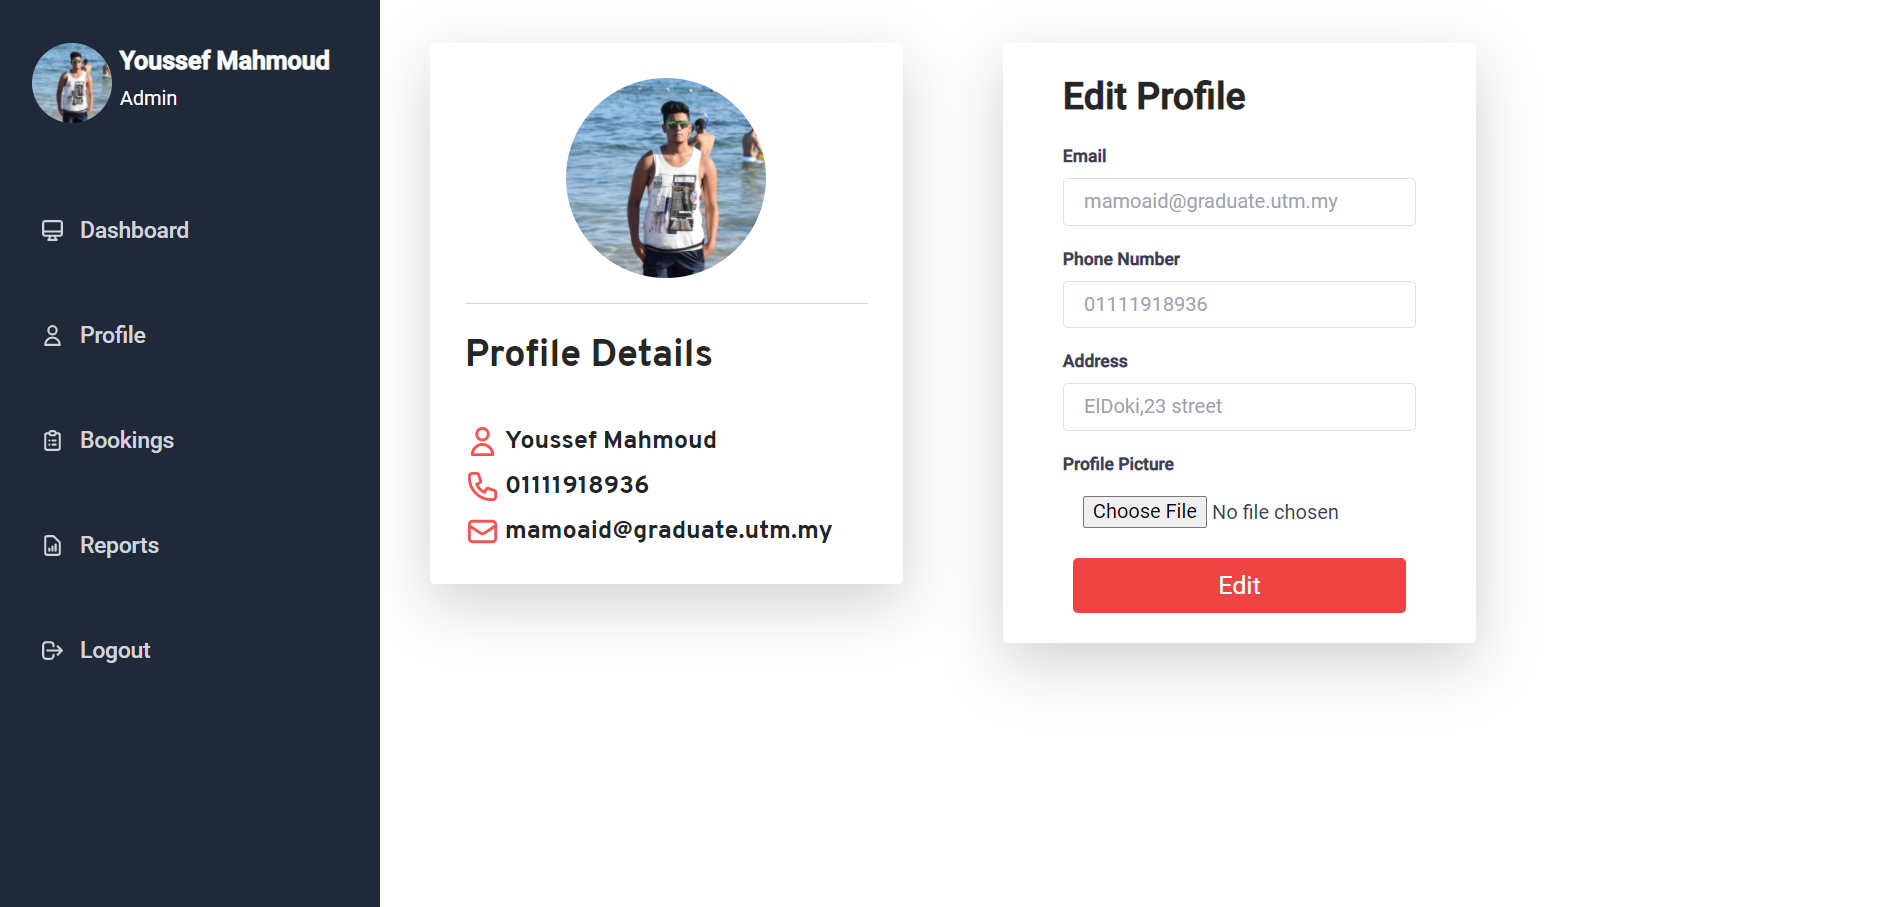 Youssef Mahmoud
Admin
Dashboard
Profile
Bookings
Reports
Logout
Profile Details
Youssef Mahmoud
01111918936
mamoaid@graduate.utm.my
Edit Profile
Email
mamoaid@graduate.utm.my
Phone Number
01111918936
Address
ElDoki,23 street
Profile Picture
Choose File No file chosen
Edit